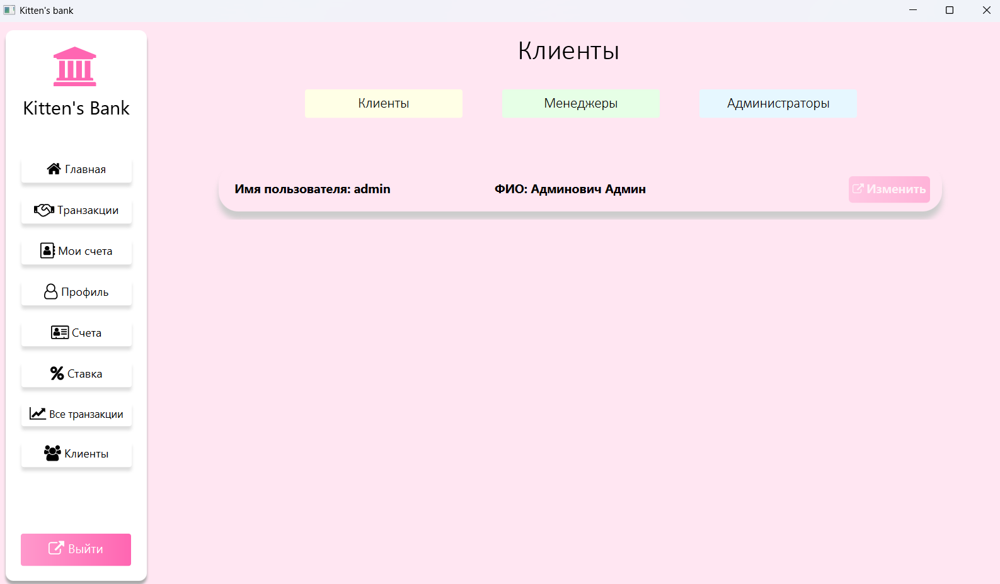 Kitten's bank
Kitten's Bank
Главная
Транзакции
Мои счета
Профиль
Счета
Ставка
Все транзакции
Клиенты
Выйти
Клиенты
Клиенты
Менеджеры
Администраторы
Имя пользователя: admin
ФИО: Админович Админ
Изменить